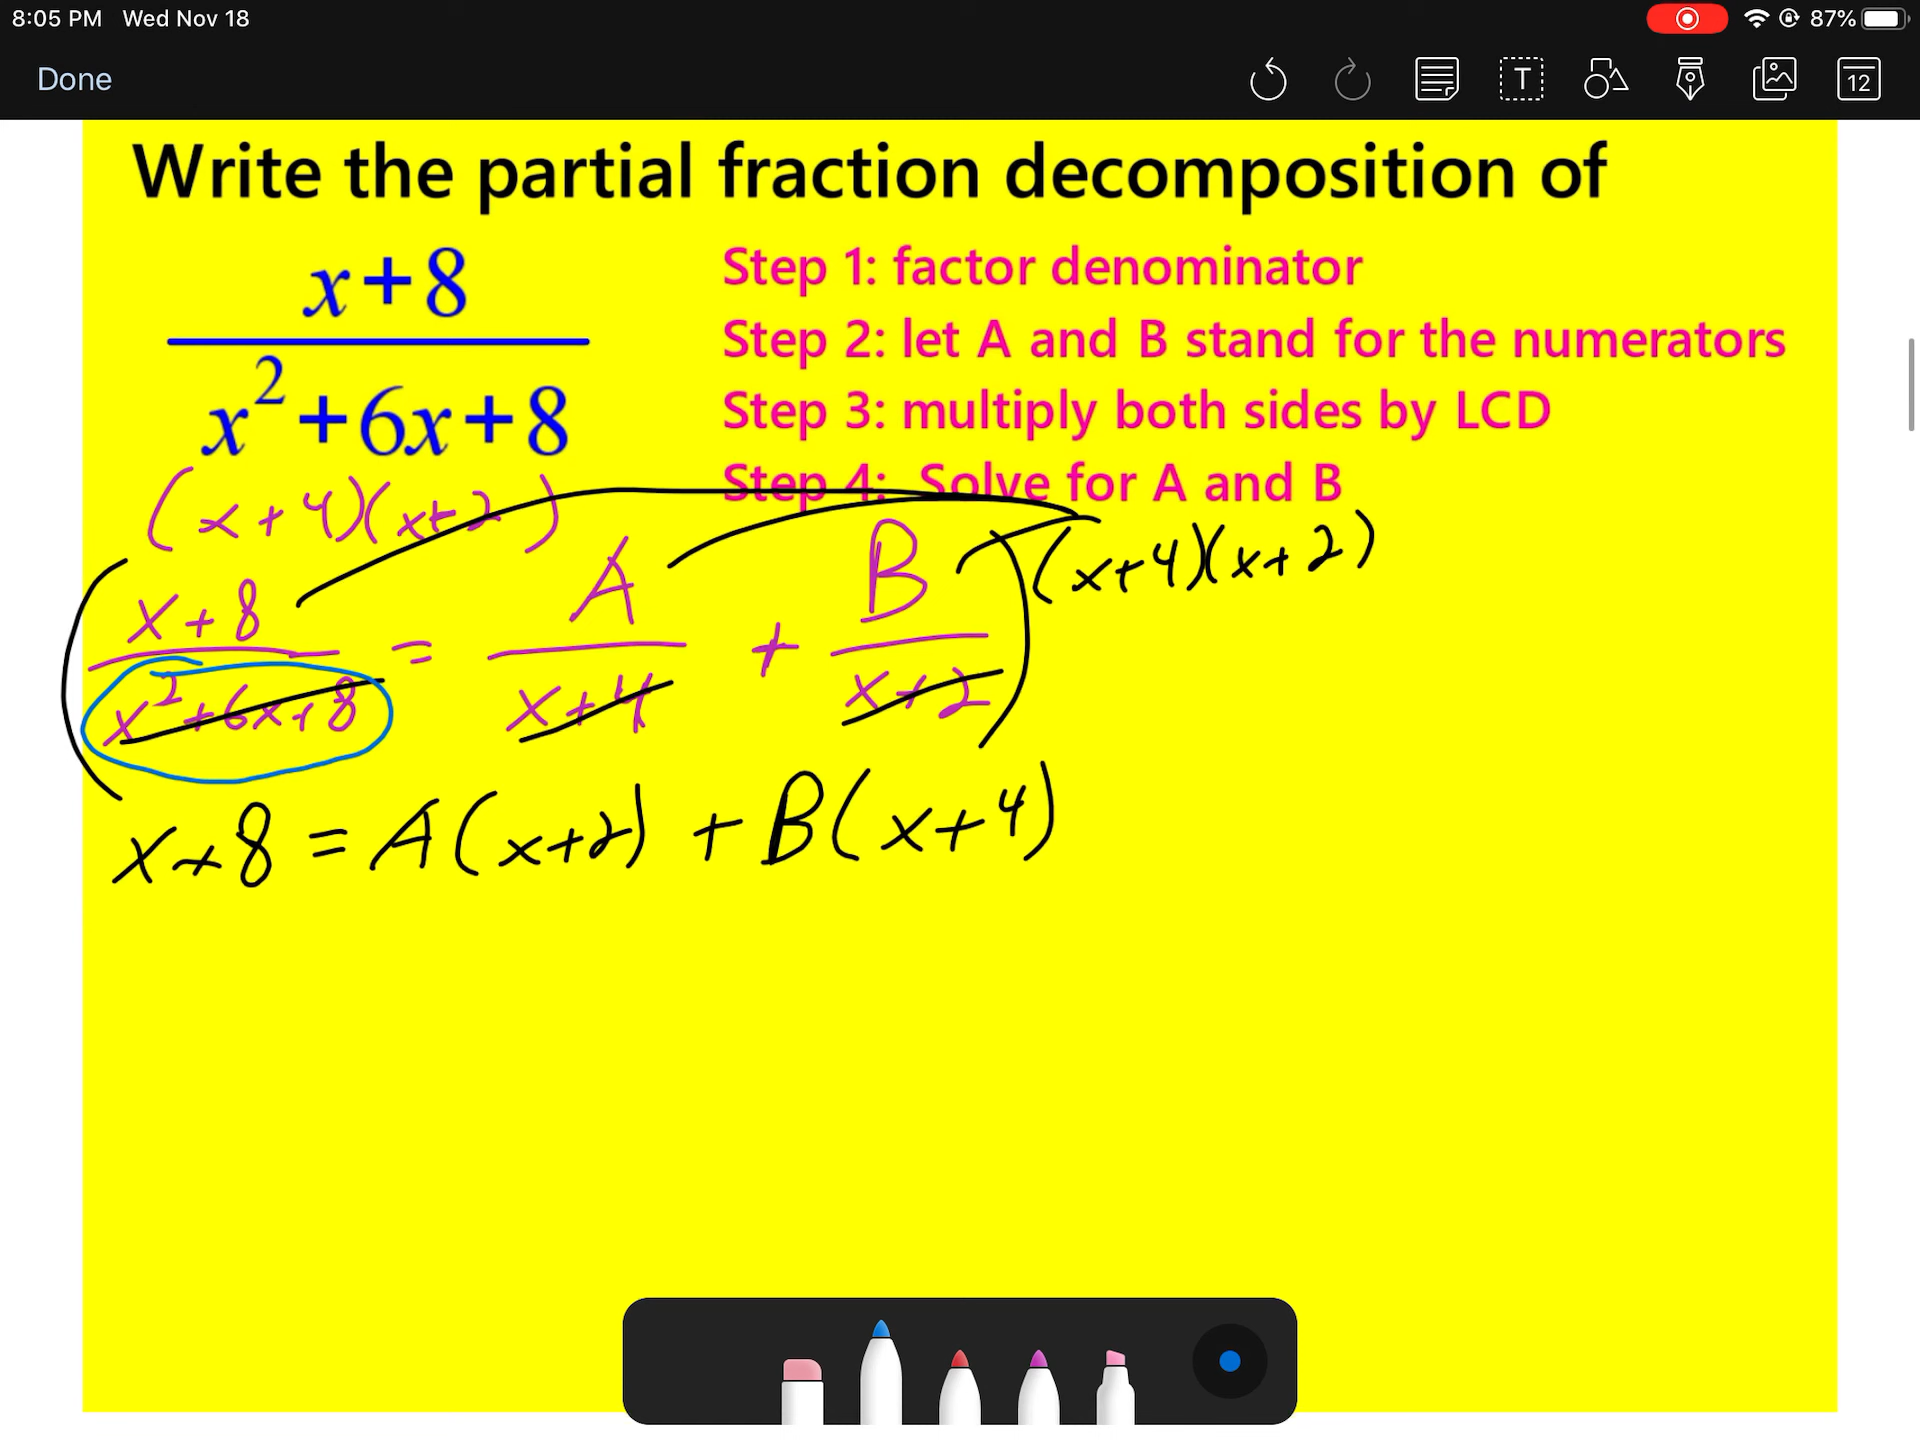 8:05 PM Wed Nov 18 87%
Done T 12
Write the partial fraction decomposition of
x+8
x²+6x+8
Step 1: factor denominator
Step 2: let A and B stand for the numerators
Step 3: multiply both sides by LCD
Step 4: Solve for A and B
(x+4)(x+2)
x+8 = A + B (x+4)(x+2)
x²+6x+8 x+4 x+2
x+8 = A(x+2) + B(x+4)